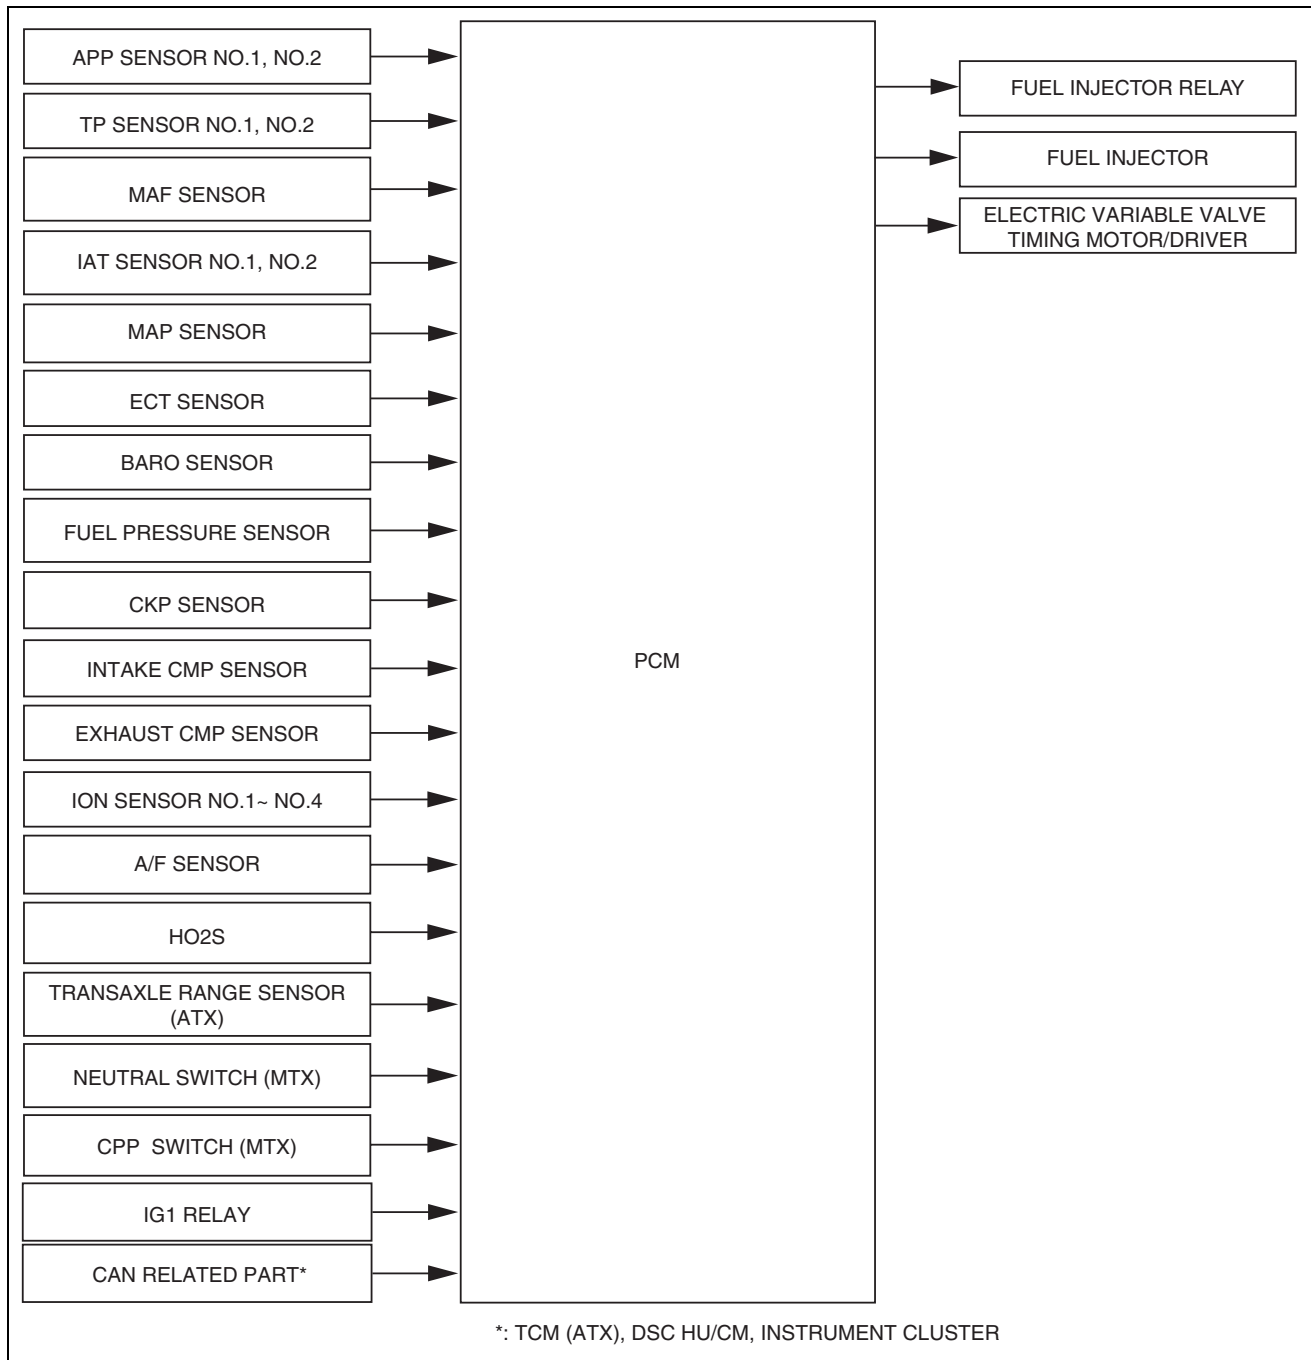 APP SENSOR NO.1, NO.2
TP SENSOR NO.1, NO.2
MAF SENSOR
IAT SENSOR NO.1, NO.2
MAP SENSOR
ECT SENSOR
BARO SENSOR
FUEL PRESSURE SENSOR
CKP SENSOR
INTAKE CMP SENSOR
EXHAUST CMP SENSOR
ION SENSOR NO.1~ NO.4
A/F SENSOR
HO2S
TRANSAXLE RANGE SENSOR
(ATX)
NEUTRAL SWITCH (MTX)
CPP  SWITCH (MTX)
IG1 RELAY
CAN RELATED PART*
PCM
FUEL INJECTOR RELAY
FUEL INJECTOR
ELECTRIC VARIABLE VALVE
TIMING MOTOR/DRIVER
*: TCM (ATX), DSC HU/CM, INSTRUMENT CLUSTER